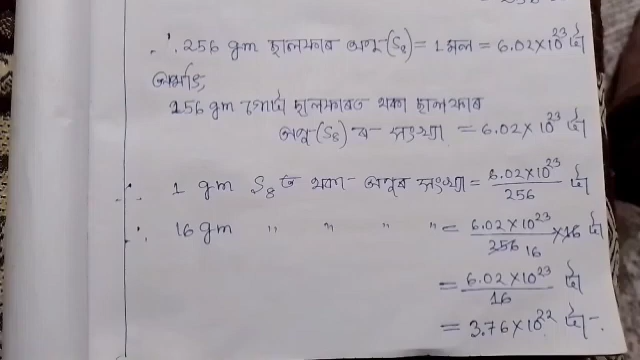 ∴ 256 gm ছালফাৰ অণু (S₈) = 1 মল = 6.02×10²³ টা
অৰ্থাৎ,
256 gm গোটা ছালফাৰত থকা ছালফাৰ
অণু (S₈) ৰ সংখ্যা = 6.02×10²³ টা
∴ 1 gm S₈ ত থকা অণুৰ সংখ্যা = 6.02×10²³/256 টা
∴ 16 gm " " " " = 6.02×10²³/256 16 ×16 টা
= 6.02×10²³/16 টা
= 3.76×10²² টা